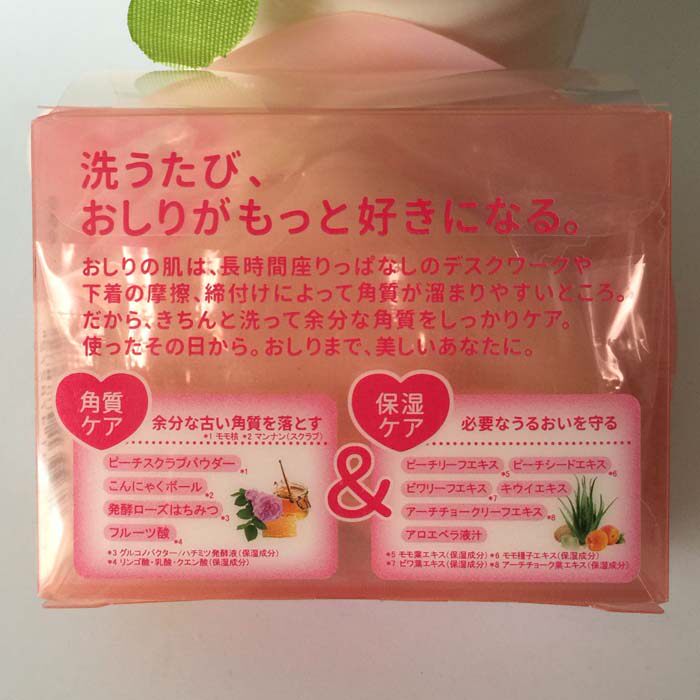 洗うたび、
おしりがもっと好きになる。
おしりの肌は、長時間座りっぱなしのデスクワークや
下着の摩擦、締付けによって角質が溜まりやすいところ。
だから、きちんと洗って余分な角質をしっかりケア。
使ったその日から。おしりまで、美しいあなたに。
角質
ケア
余分な古い角質を落とす
*1 モモ核 *2 マンナン(スクラブ)
ピーチスクラブパウダー*1
こんにゃくボール*2
発酵ローズはちみつ*3
フルーツ酸*4
*3 グルコノバクター/ハチミツ発酵液(保湿成分)
*4 リンゴ酸・乳酸・クエン酸(保湿成分)
&
保湿
ケア
必要なうるおいを守る
ピーチリーフエキス*5 ピーチシードエキス*6
ビワリーフエキス*7 キウイエキス
アーチチョークリーフエキス*8
アロエベラ液汁
*5 モモ葉エキス(保湿成分) *6 モモ種子エキス(保湿成分)
*7 ビワ葉エキス(保湿成分) *8 アーチチョーク葉エキス(保湿成分)